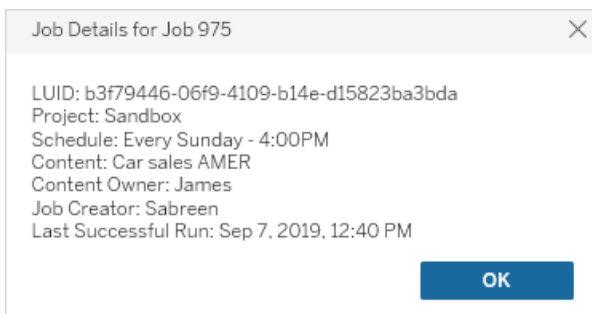 Job Details for Job 975
LUID: b3f79446-06f9-4109-b14e-d15823ba3bda
Project: Sandbox
Schedule: Every Sunday - 4:00PM
Content: Car sales AMER
Content Owner: James
Job Creator: Sabreen
Last Successful Run: Sep 7, 2019, 12:40 PM
OK